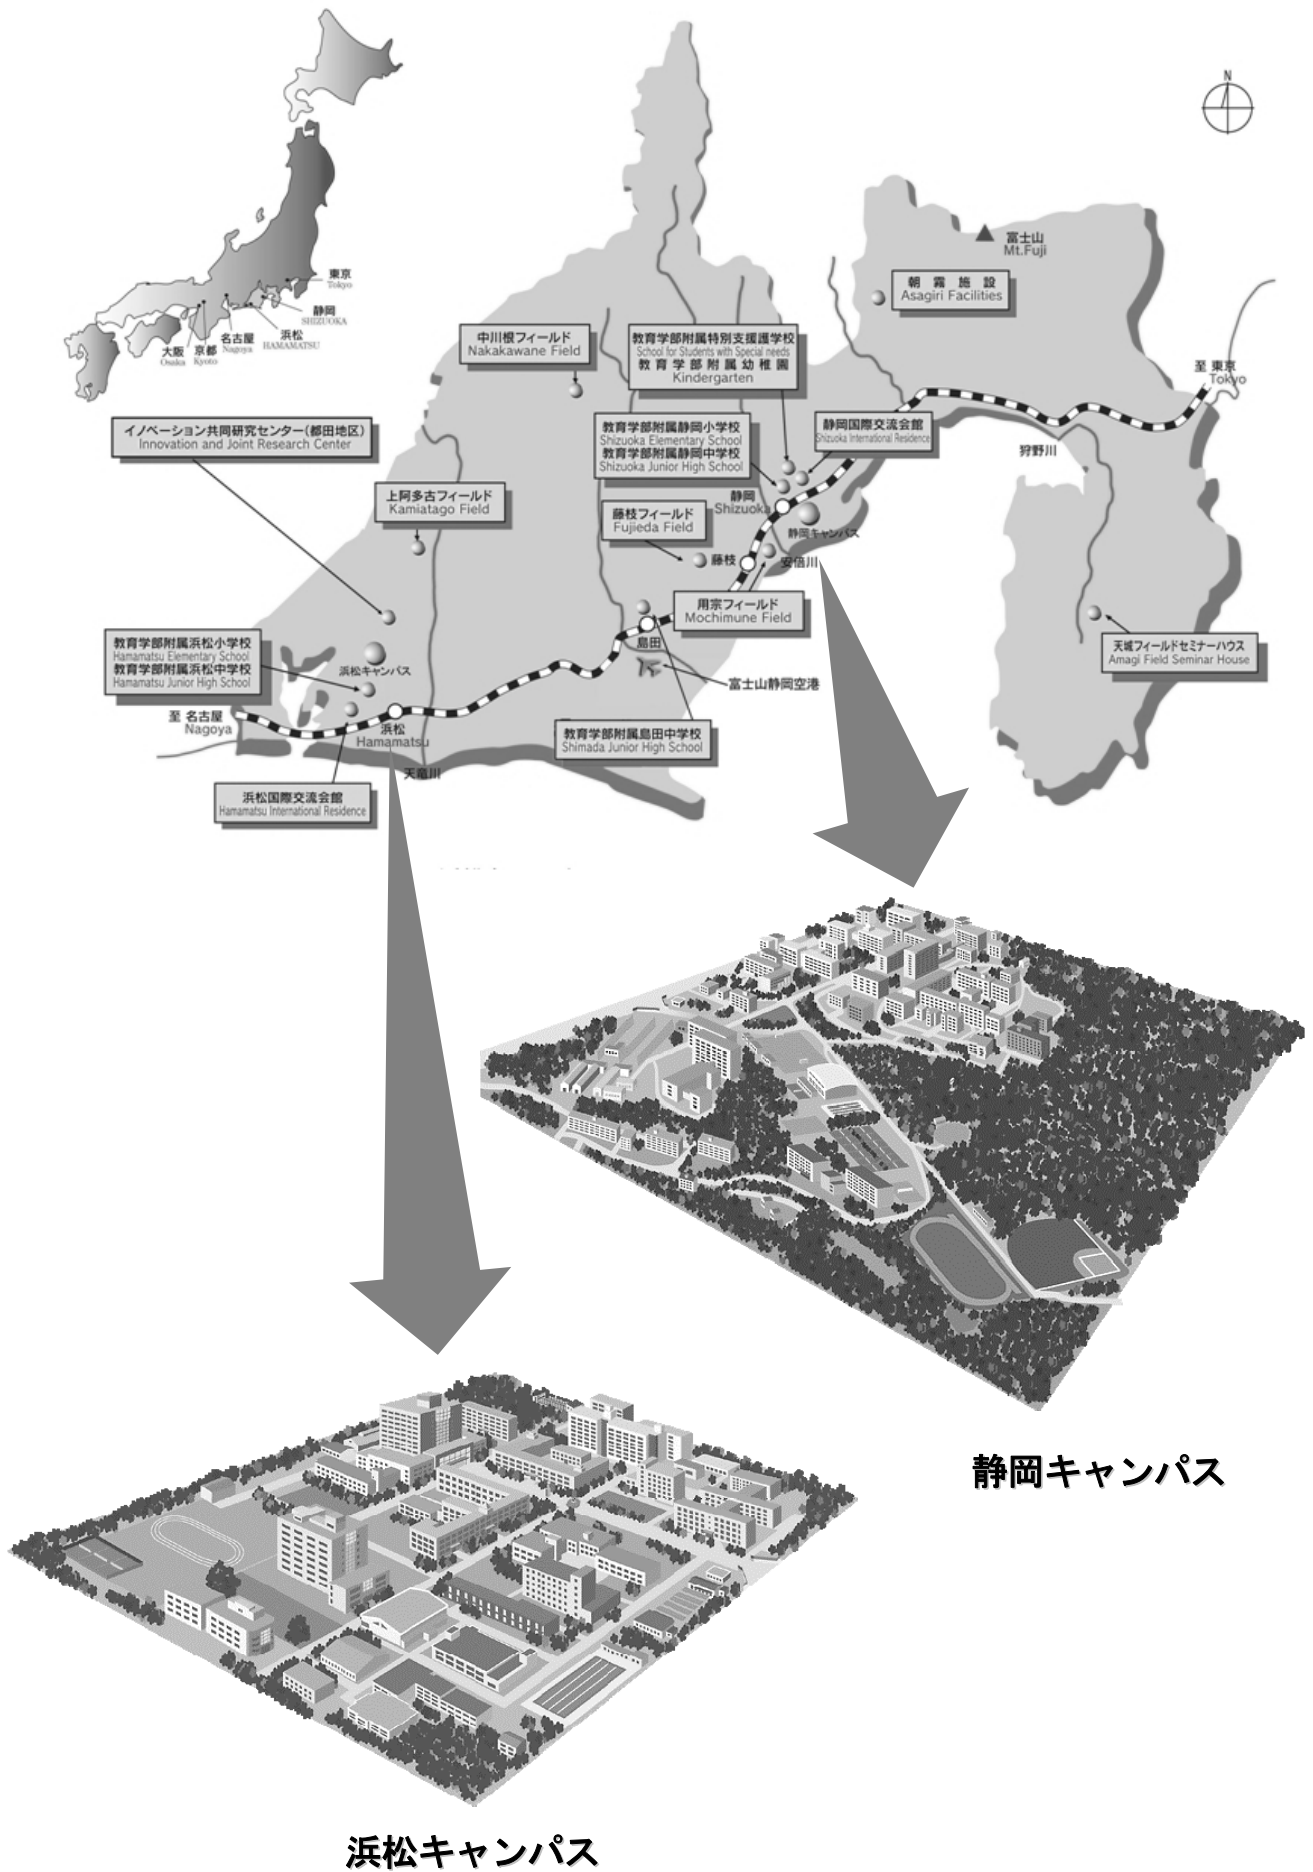 N
東京
Tokyo
静岡
SHIZUOKA
浜松
HAMAMATSU
名古屋
Nagoya
京都
Kyoto
大阪
Osaka
富士山
Mt.Fuji
朝霧施設
Asagiri Facilities
中川根フィールド
Nakakawane Field
教育学部附属特別支援護学校
School for Students with Special needs
教育学部附属幼稚園
Kindergarten
至 東京
Tokyo
イノベーション共同研究センター(都田地区)
Innovation and Joint Research Center
教育学部附属静岡小学校
Shizuoka Elementary School
教育学部附属静岡中学校
Shizuoka Junior High School
静岡国際交流会館
Shizuoka International Residence
狩野川
上阿多古フィールド
Kamiatago Field
静岡
Shizuoka
藤枝フィールド
Fujieda Field
静岡キャンパス
藤枝
安倍川
用宗フィールド
Mochimune Field
教育学部附属浜松小学校
Hamamatsu Elementary School
教育学部附属浜松中学校
Hamamatsu Junior High School
浜松キャンパス
島田
天城フィールドセミナーハウス
Amagi Field Seminar House
富士山静岡空港
至 名古屋
Nagoya
浜松
Hamamatsu
教育学部附属島田中学校
Shimada Junior High School
天竜川
浜松国際交流会館
Hamamatsu International Residence
静岡キャンパス
浜松キャンパス